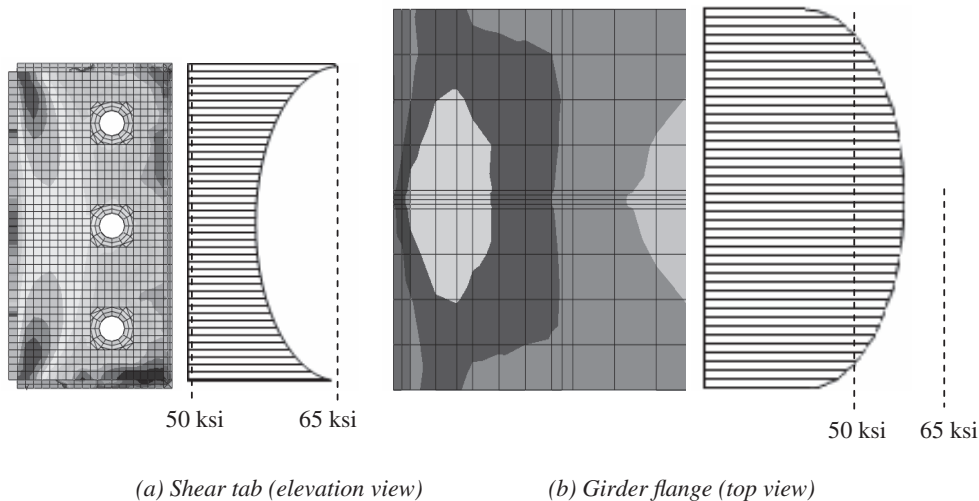 50 ksi
65 ksi
50 ksi
65 ksi
(a) Shear tab (elevation view)
(b) Girder flange (top view)